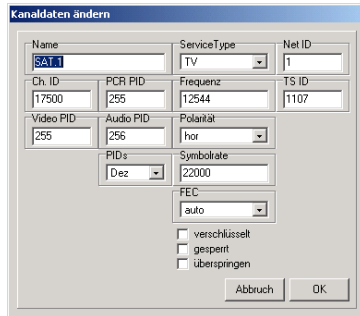 Kanaldaten ändern
Name ServiceType Net ID
SAT.1 TV 1
Ch. ID PCR PID Frequenz TS ID
17500 255 12544 1107
Video PID Audio PID Polarität
255 256 hor
PIDs Symbolrate
Dez 22000
FEC
auto
verschlüsselt
gesperrt
überspringen
Abbruch OK